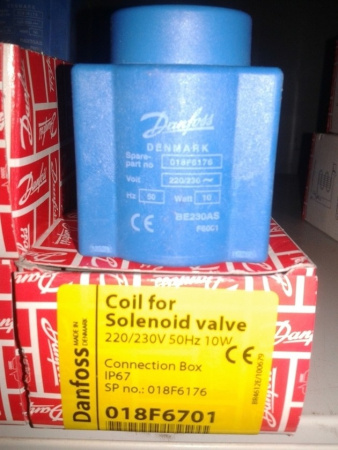 Danfoss
DENMARK
Spare-
part no 018F6176
Volt 220/230 ~
Hz 50 Watt 10
CE BE230AS
Coil for
Solenoid valve
220/230V 50Hz 10W
CE
Connection Box
IP67
SP no.: 018F6176
018F6701
Danfoss
MADE IN
DENMARK
Danfoss